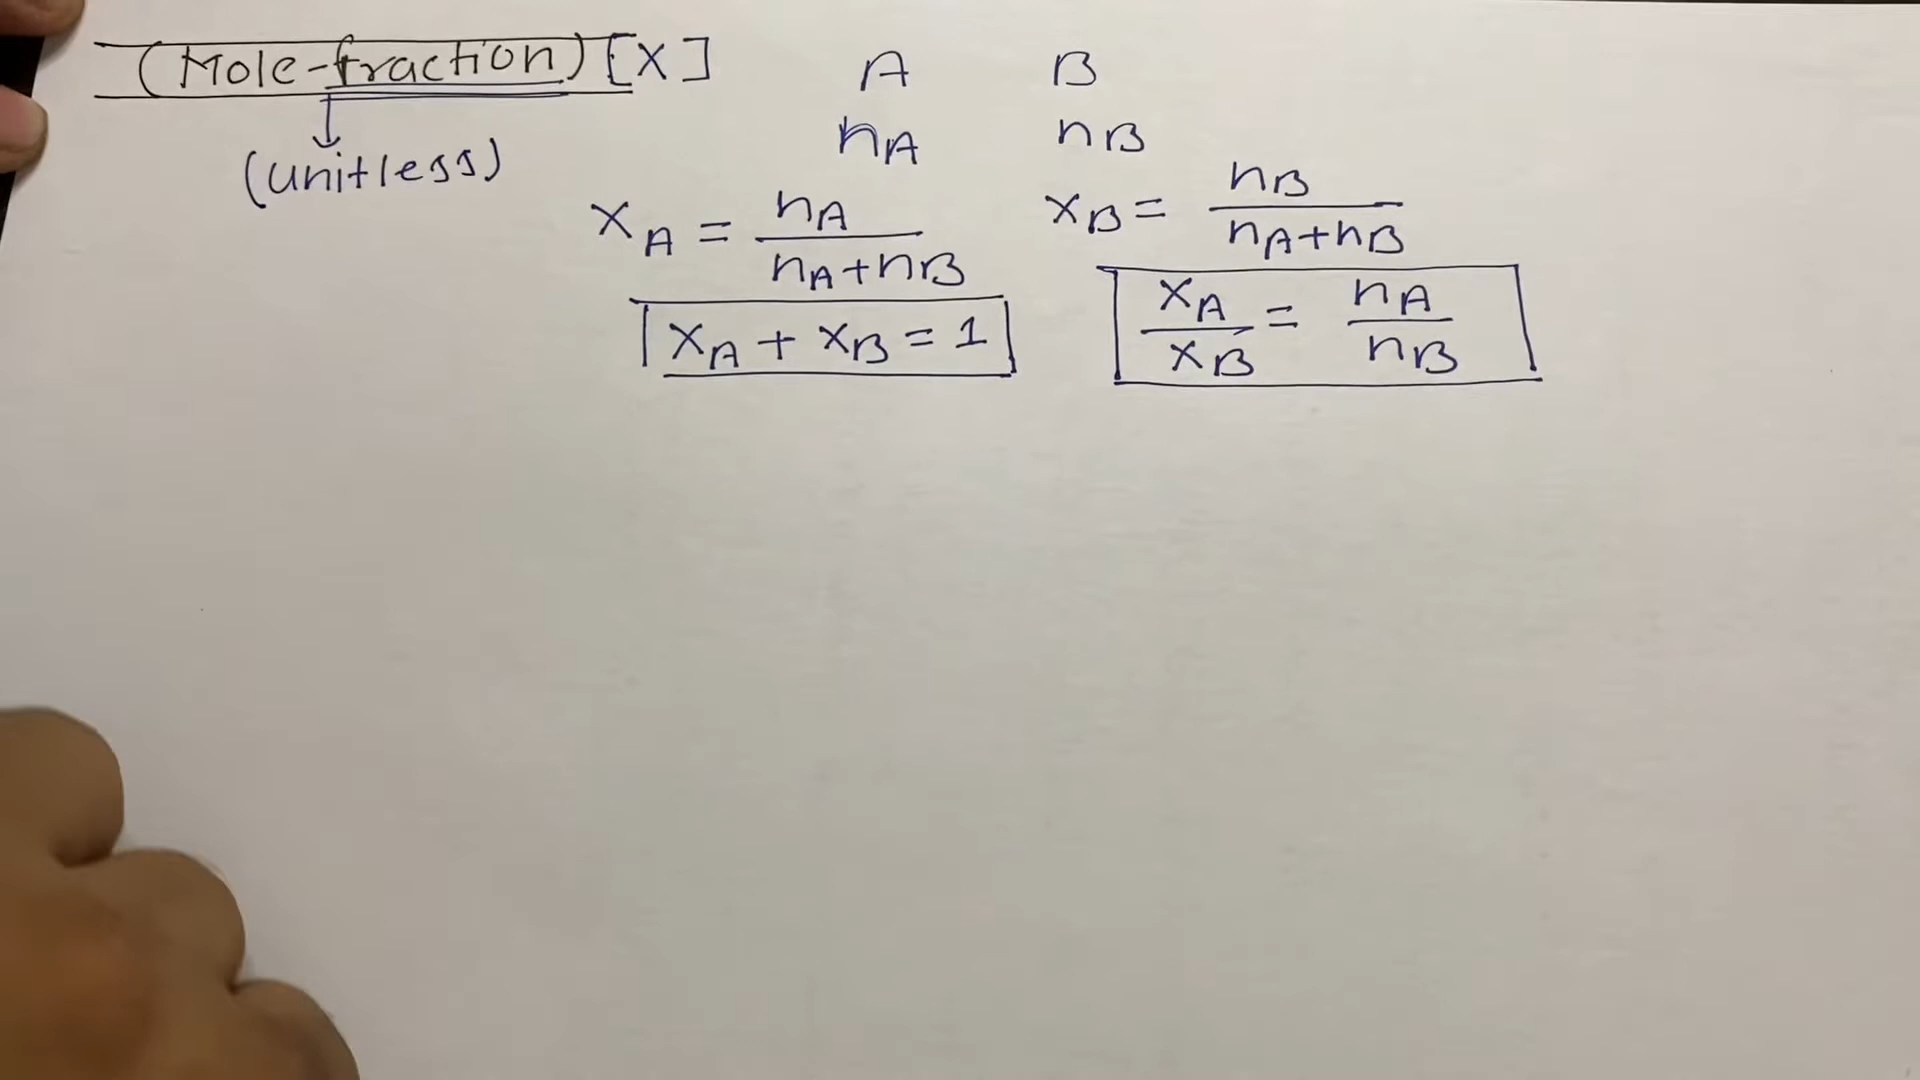 (Mole-fraction) [X] A B
(unitless) nA nB
xA = nA / nA+nB xB = nB / nA+nB
xA + xB = 1 xA / xB = nA / nB